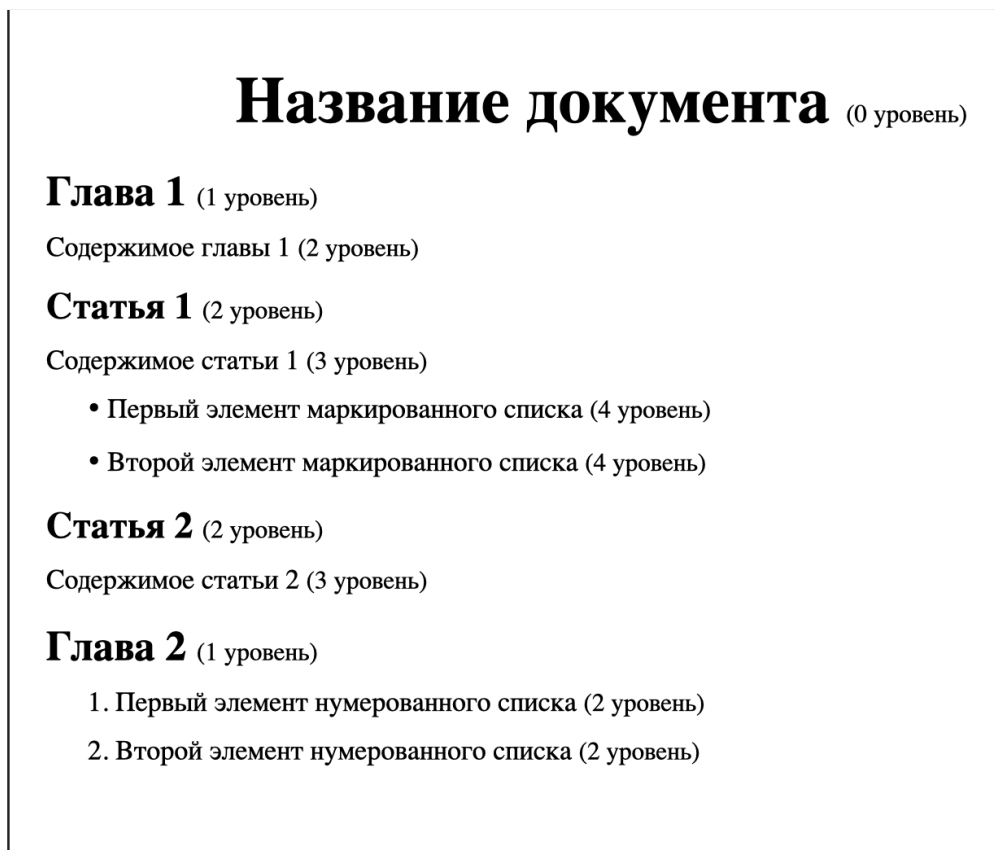 Название документа (0 уровень)
Глава 1 (1 уровень)
Содержимое главы 1 (2 уровень)
Статья 1 (2 уровень)
Содержимое статьи 1 (3 уровень)
• Первый элемент маркированного списка (4 уровень)
• Второй элемент маркированного списка (4 уровень)
Статья 2 (2 уровень)
Содержимое статьи 2 (3 уровень)
Глава 2 (1 уровень)
1. Первый элемент нумерованного списка (2 уровень)
2. Второй элемент нумерованного списка (2 уровень)